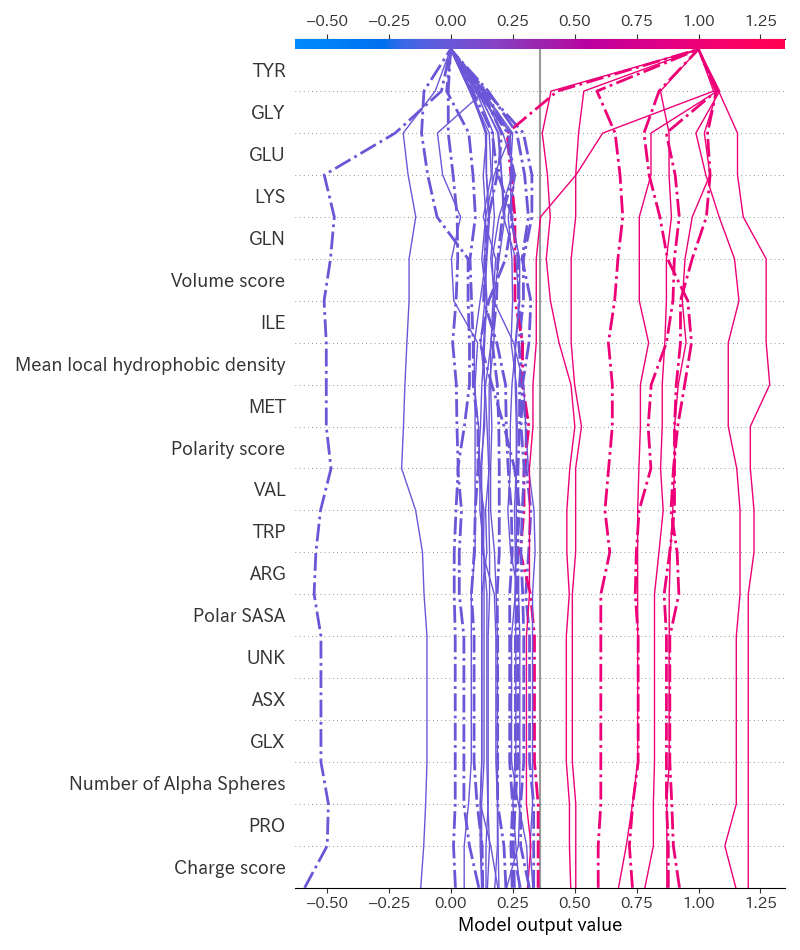 −0.50 −0.25 0.00 0.25 0.50 0.75 1.00 1.25
TYR
GLY
GLU
LYS
GLN
Volume score
ILE
Mean local hydrophobic density
MET
Polarity score
VAL
TRP
ARG
Polar SASA
UNK
ASX
GLX
Number of Alpha Spheres
PRO
Charge score
−0.50 −0.25 0.00 0.25 0.50 0.75 1.00 1.25
Model output value